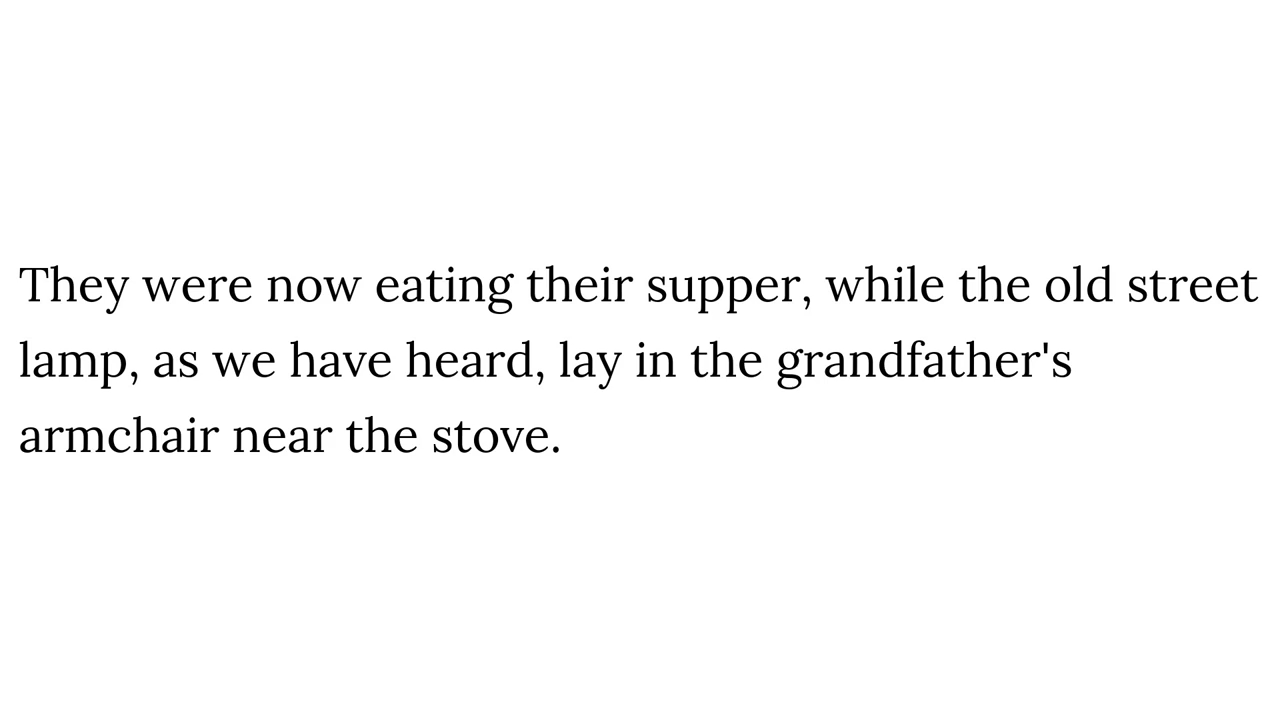 They were now eating their supper, while the old street
lamp, as we have heard, lay in the grandfather's
armchair near the stove.